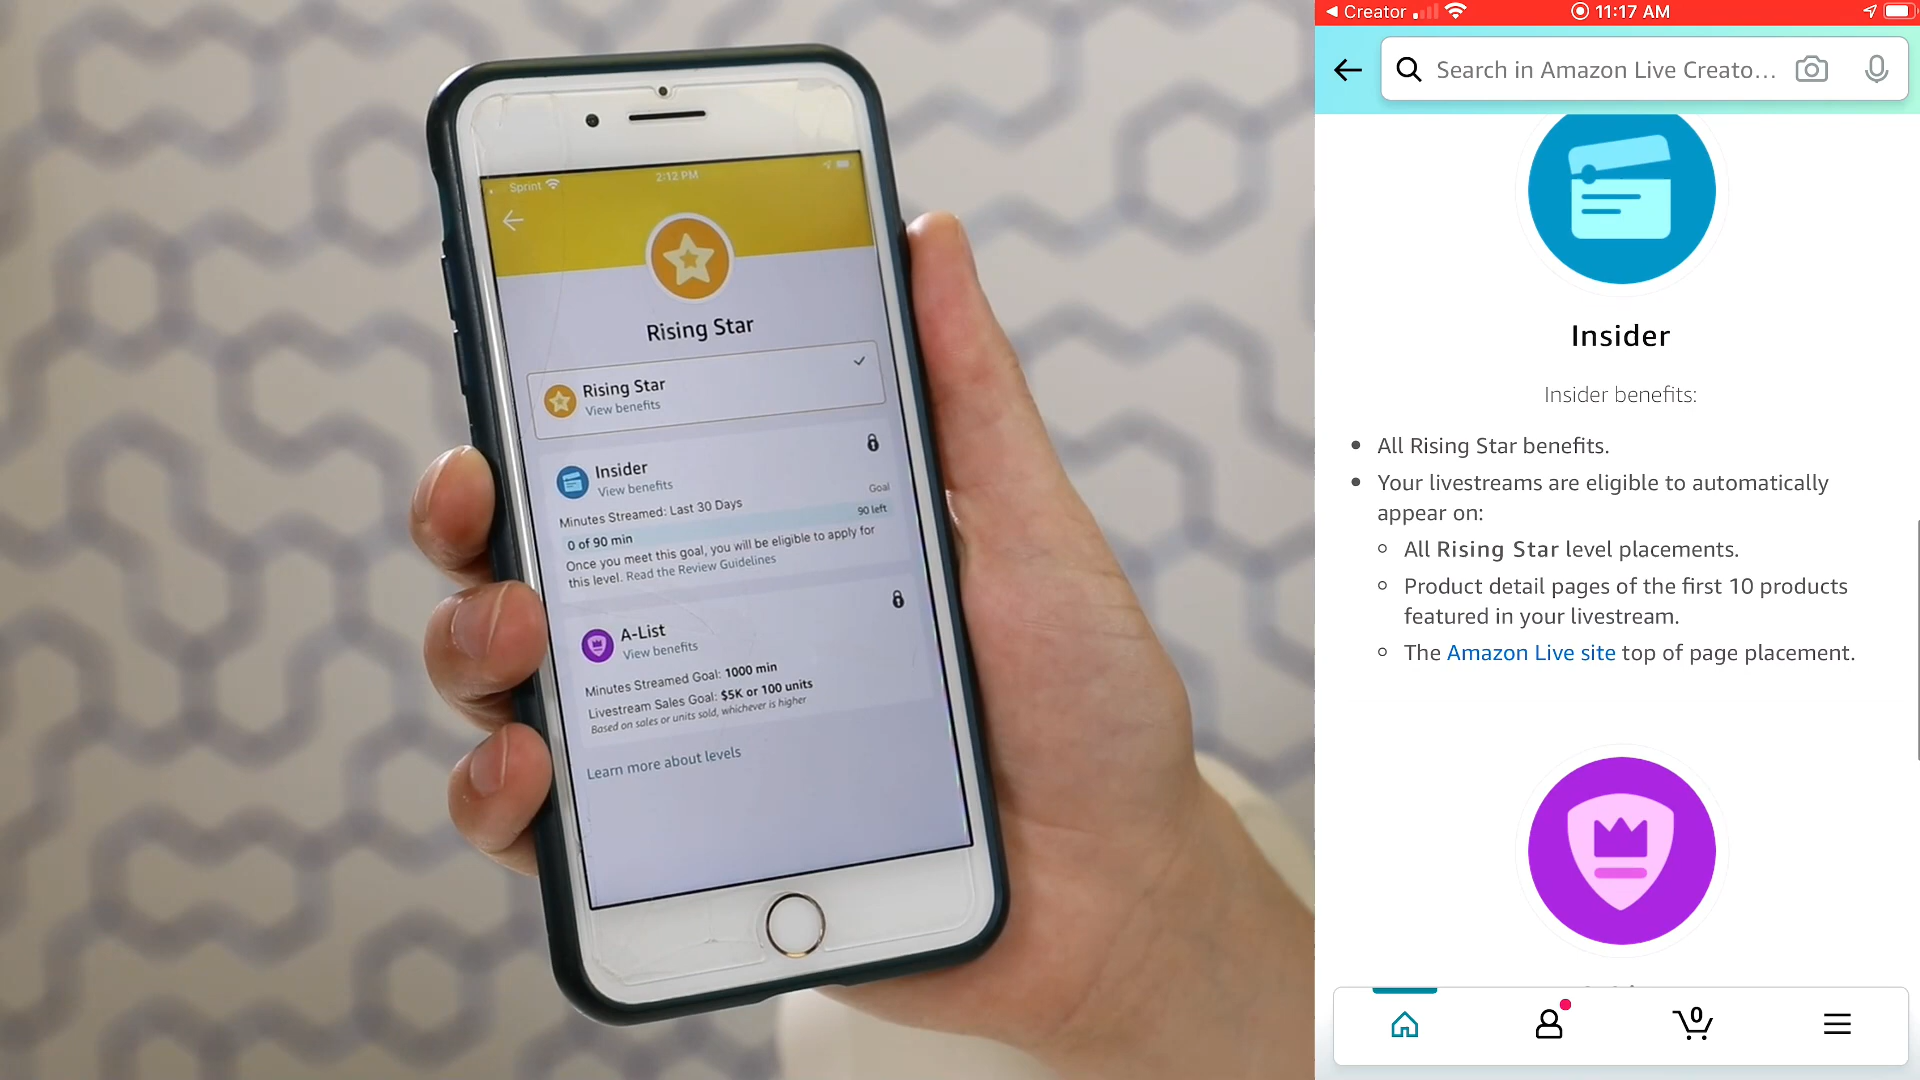 Sprint
2:12 PM
Rising Star
Rising Star
View benefits
Insider
View benefits
Minutes Streamed: Last 30 Days
Goal
0 of 90 min
90 left
Once you meet this goal, you will be eligible to apply for
this level. Read the Review Guidelines
A-List
View benefits
Minutes Streamed Goal: 1000 min
Livestream Sales Goal: $5K or 100 units
Based on sales or units sold, whichever is higher
Learn more about levels
Creator
11:17 AM
Search in Amazon Live Creato...
Insider
Insider benefits:
All Rising Star benefits.
Your livestreams are eligible to automatically
appear on:
All Rising Star level placements.
Product detail pages of the first 10 products
featured in your livestream.
The Amazon Live site top of page placement.
0